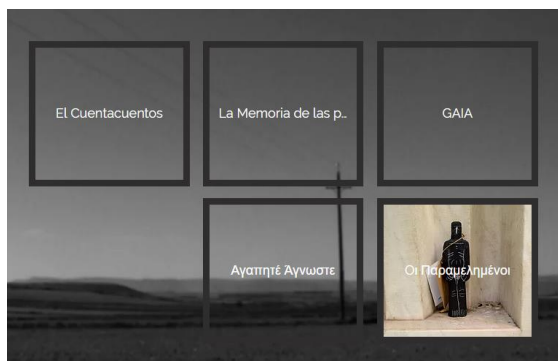 El Cuentacuentos
La Memoria de las p...
GAIA
Αγαπητέ Άγνωστε
Οι Παραμελημένοι